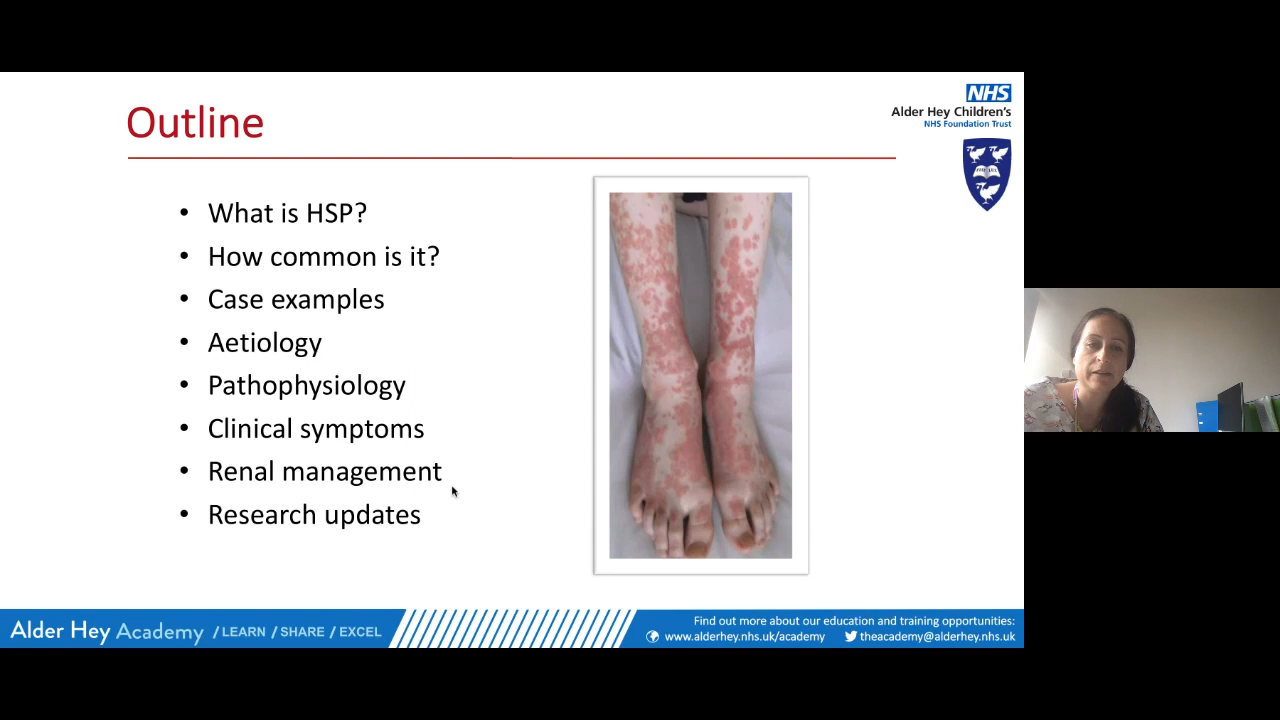 Outline
NHS
Alder Hey Children's
NHS Foundation Trust
• What is HSP?
• How common is it?
• Case examples
• Aetiology
• Pathophysiology
• Clinical symptoms
• Renal management
• Research updates
Alder Hey Academy / LEARN / SHARE / EXCEL
Find out more about our education and training opportunities:
www.alderhey.nhs.uk/academy theacademy@alderhey.nhs.uk